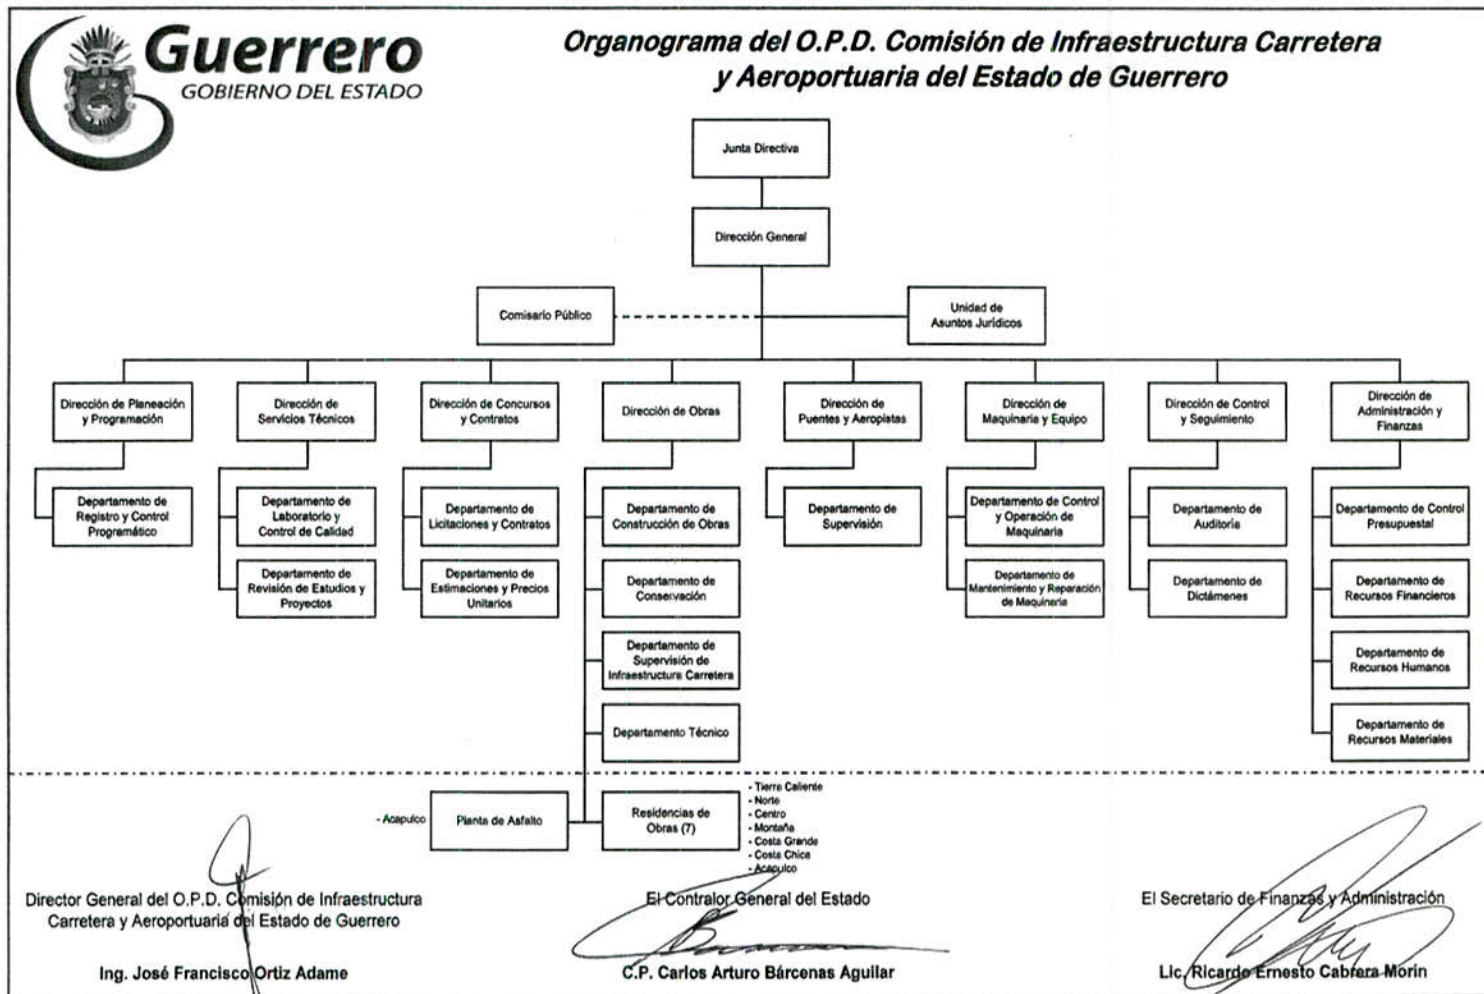 Guerrero
GOBIERNO DEL ESTADO
Organograma del O.P.D. Comisión de Infraestructura Carretera
y Aeroportuaria del Estado de Guerrero
Junta Directiva
Dirección General
Comisario Público
Unidad de
Asuntos Jurídicos
Dirección de Planeación
y Programación
Dirección de
Servicios Técnicos
Dirección de Concursos
y Contratos
Dirección de Obras
Dirección de
Puentes y Aeropistas
Dirección de
Maquinaria y Equipo
Dirección de Control
y Seguimiento
Dirección de
Administración y
Finanzas
Departamento de
Registro y Control
Programático
Departamento de
Laboratorio y
Control de Calidad
Departamento de
Licitaciones y Contratos
Departamento de
Construcción de Obras
Departamento de
Supervisión
Departamento de Control
y Operación de
Maquinaria
Departamento de
Auditoria
Departamento de Control
Presupuestal
Departamento de
Revisión de Estudios y
Proyectos
Departamento de
Estimaciones y Precios
Unitarios
Departamento de
Conservación
Departamento de
Mantenimiento y Reparación
de Maquinaria
Departamento de
Dictámenes
Departamento de
Recursos Financieros
Departamento de
Supervisión de
Infraestructura Carretera
Departamento de
Recursos Humanos
Departamento Técnico
Departamento de
Recursos Materiales
- Acapulco
Planta de Asfalto
Residencias de
Obras (7)
- Tierra Caliente
- Norte
- Centro
- Montaña
- Costa Grande
- Costa Chica
- Acapulco
Director General del O.P.D. Comisión de Infraestructura
Carretera y Aeroportuaria del Estado de Guerrero
Ing. José Francisco Ortiz Adame
El Contralor General del Estado
C.P. Carlos Arturo Bárcenas Aguilar
El Secretario de Finanzas y Administración
Lic. Ricardo Ernesto Cabrera Morin